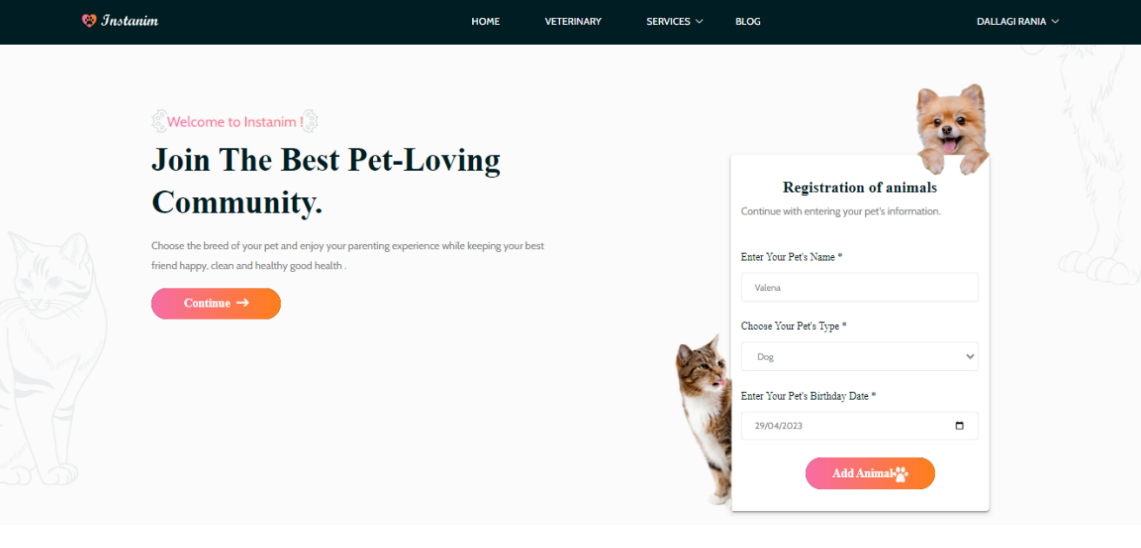 Instanim
HOME
VETERINARY
SERVICES
BLOG
DALLAGI RANIA
Welcome to Instanim !
Join The Best Pet-Loving
Community.
Choose the breed of your pet and enjoy your parenting experience while keeping your best
friend happy, clean and healthy good health .
Continue →
Registration of animals
Continue with entering your pet's information.
Enter Your Pet's Name *
Valena
Choose Your Pet's Type *
Dog
Enter Your Pet's Birthday Date *
29/04/2023
Add Animal